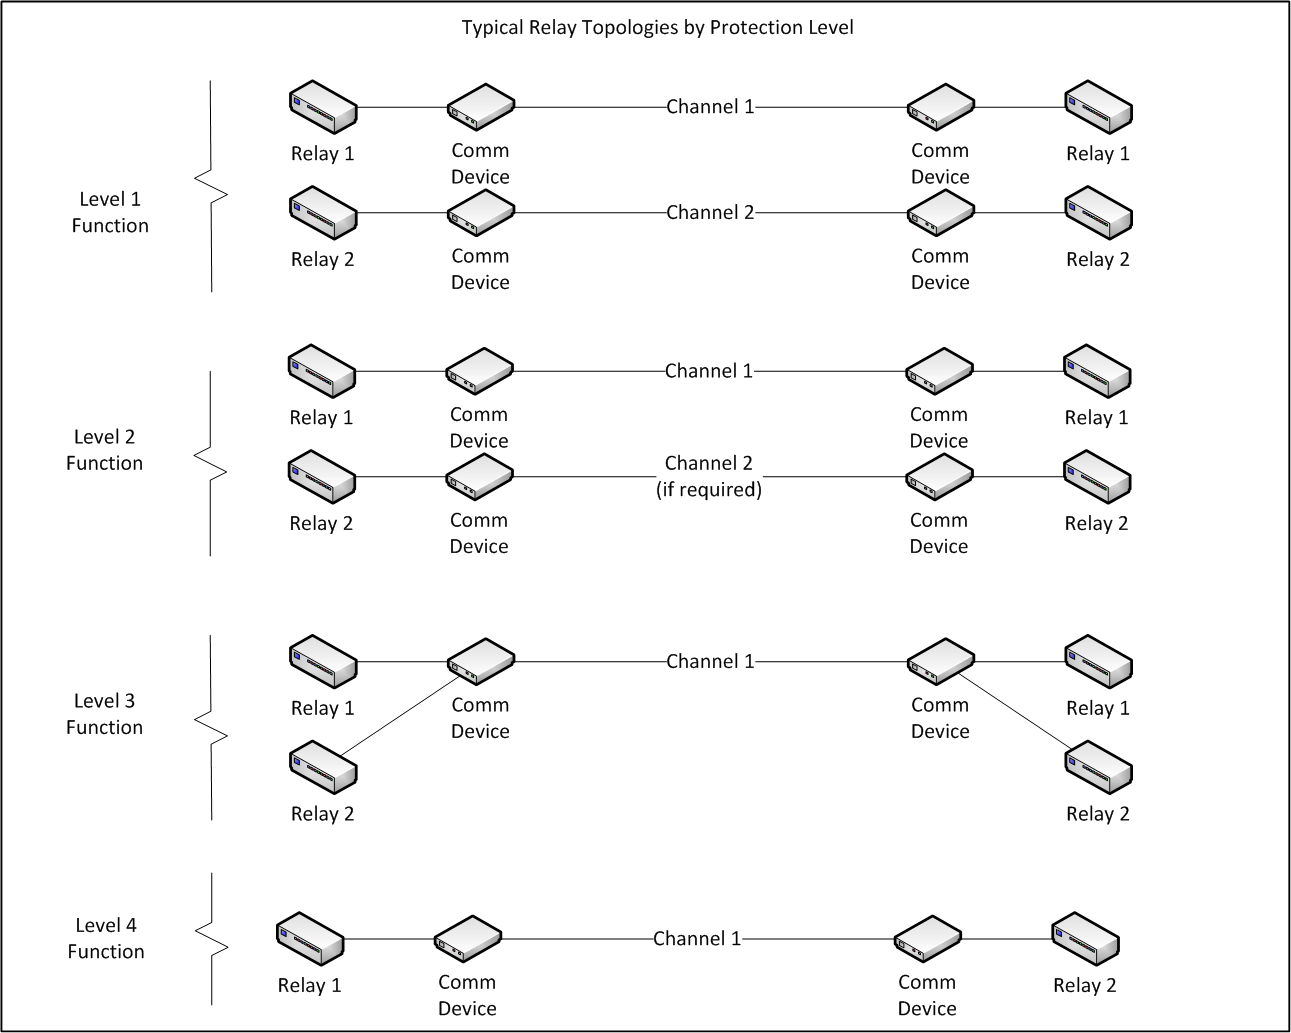 Typical Relay Topologies by Protection Level
Level 1
Function
Channel 1
Relay 1
Comm
Device
Comm
Device
Relay 1
Channel 2
Relay 2
Comm
Device
Comm
Device
Relay 2
Level 2
Function
Channel 1
Relay 1
Comm
Device
Comm
Device
Relay 1
Channel 2
(if required)
Relay 2
Comm
Device
Comm
Device
Relay 2
Level 3
Function
Channel 1
Relay 1
Comm
Device
Comm
Device
Relay 1
Relay 2
Relay 2
Level 4
Function
Channel 1
Relay 1
Comm
Device
Comm
Device
Relay 2